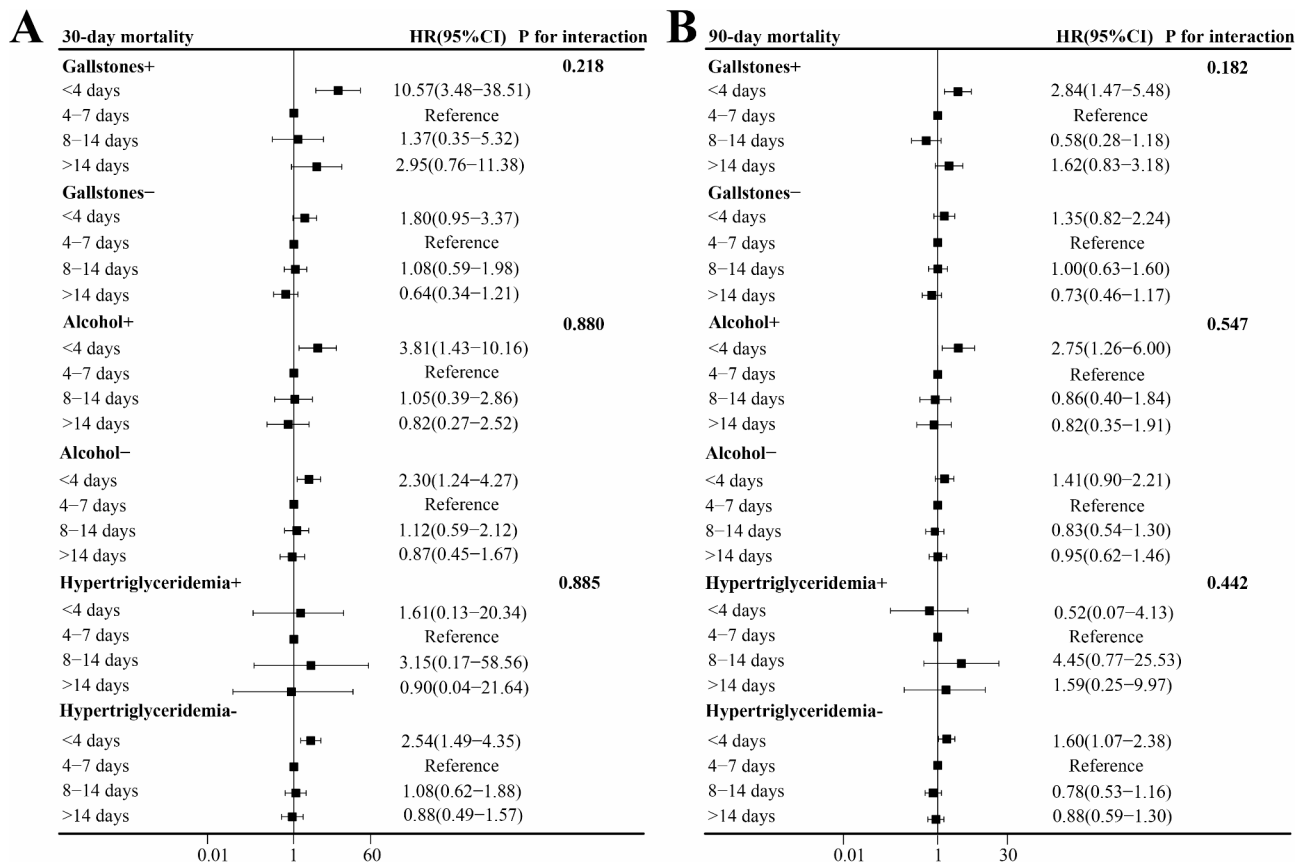 A
30-day mortality HR(95%CI) P for interaction
Gallstones+ 0.218
<4 days 10.57(3.48−38.51)
4−7 days Reference
8−14 days 1.37(0.35−5.32)
>14 days 2.95(0.76−11.38)
Gallstones−
<4 days 1.80(0.95−3.37)
4−7 days Reference
8−14 days 1.08(0.59−1.98)
>14 days 0.64(0.34−1.21)
Alcohol+ 0.880
<4 days 3.81(1.43−10.16)
4−7 days Reference
8−14 days 1.05(0.39−2.86)
>14 days 0.82(0.27−2.52)
Alcohol−
<4 days 2.30(1.24−4.27)
4−7 days Reference
8−14 days 1.12(0.59−2.12)
>14 days 0.87(0.45−1.67)
Hypertriglyceridemia+ 0.885
<4 days 1.61(0.13−20.34)
4−7 days Reference
8−14 days 3.15(0.17−58.56)
>14 days 0.90(0.04−21.64)
Hypertriglyceridemia-
<4 days 2.54(1.49−4.35)
4−7 days Reference
8−14 days 1.08(0.62−1.88)
>14 days 0.88(0.49−1.57)
0.01 1 60
B
90-day mortality HR(95%CI) P for interaction
Gallstones+ 0.182
<4 days 2.84(1.47−5.48)
4−7 days Reference
8−14 days 0.58(0.28−1.18)
>14 days 1.62(0.83−3.18)
Gallstones−
<4 days 1.35(0.82−2.24)
4−7 days Reference
8−14 days 1.00(0.63−1.60)
>14 days 0.73(0.46−1.17)
Alcohol+ 0.547
<4 days 2.75(1.26−6.00)
4−7 days Reference
8−14 days 0.86(0.40−1.84)
>14 days 0.82(0.35−1.91)
Alcohol−
<4 days 1.41(0.90−2.21)
4−7 days Reference
8−14 days 0.83(0.54−1.30)
>14 days 0.95(0.62−1.46)
Hypertriglyceridemia+ 0.442
<4 days 0.52(0.07−4.13)
4−7 days Reference
8−14 days 4.45(0.77−25.53)
>14 days 1.59(0.25−9.97)
Hypertriglyceridemia-
<4 days 1.60(1.07−2.38)
4−7 days Reference
8−14 days 0.78(0.53−1.16)
>14 days 0.88(0.59−1.30)
0.01 1 30